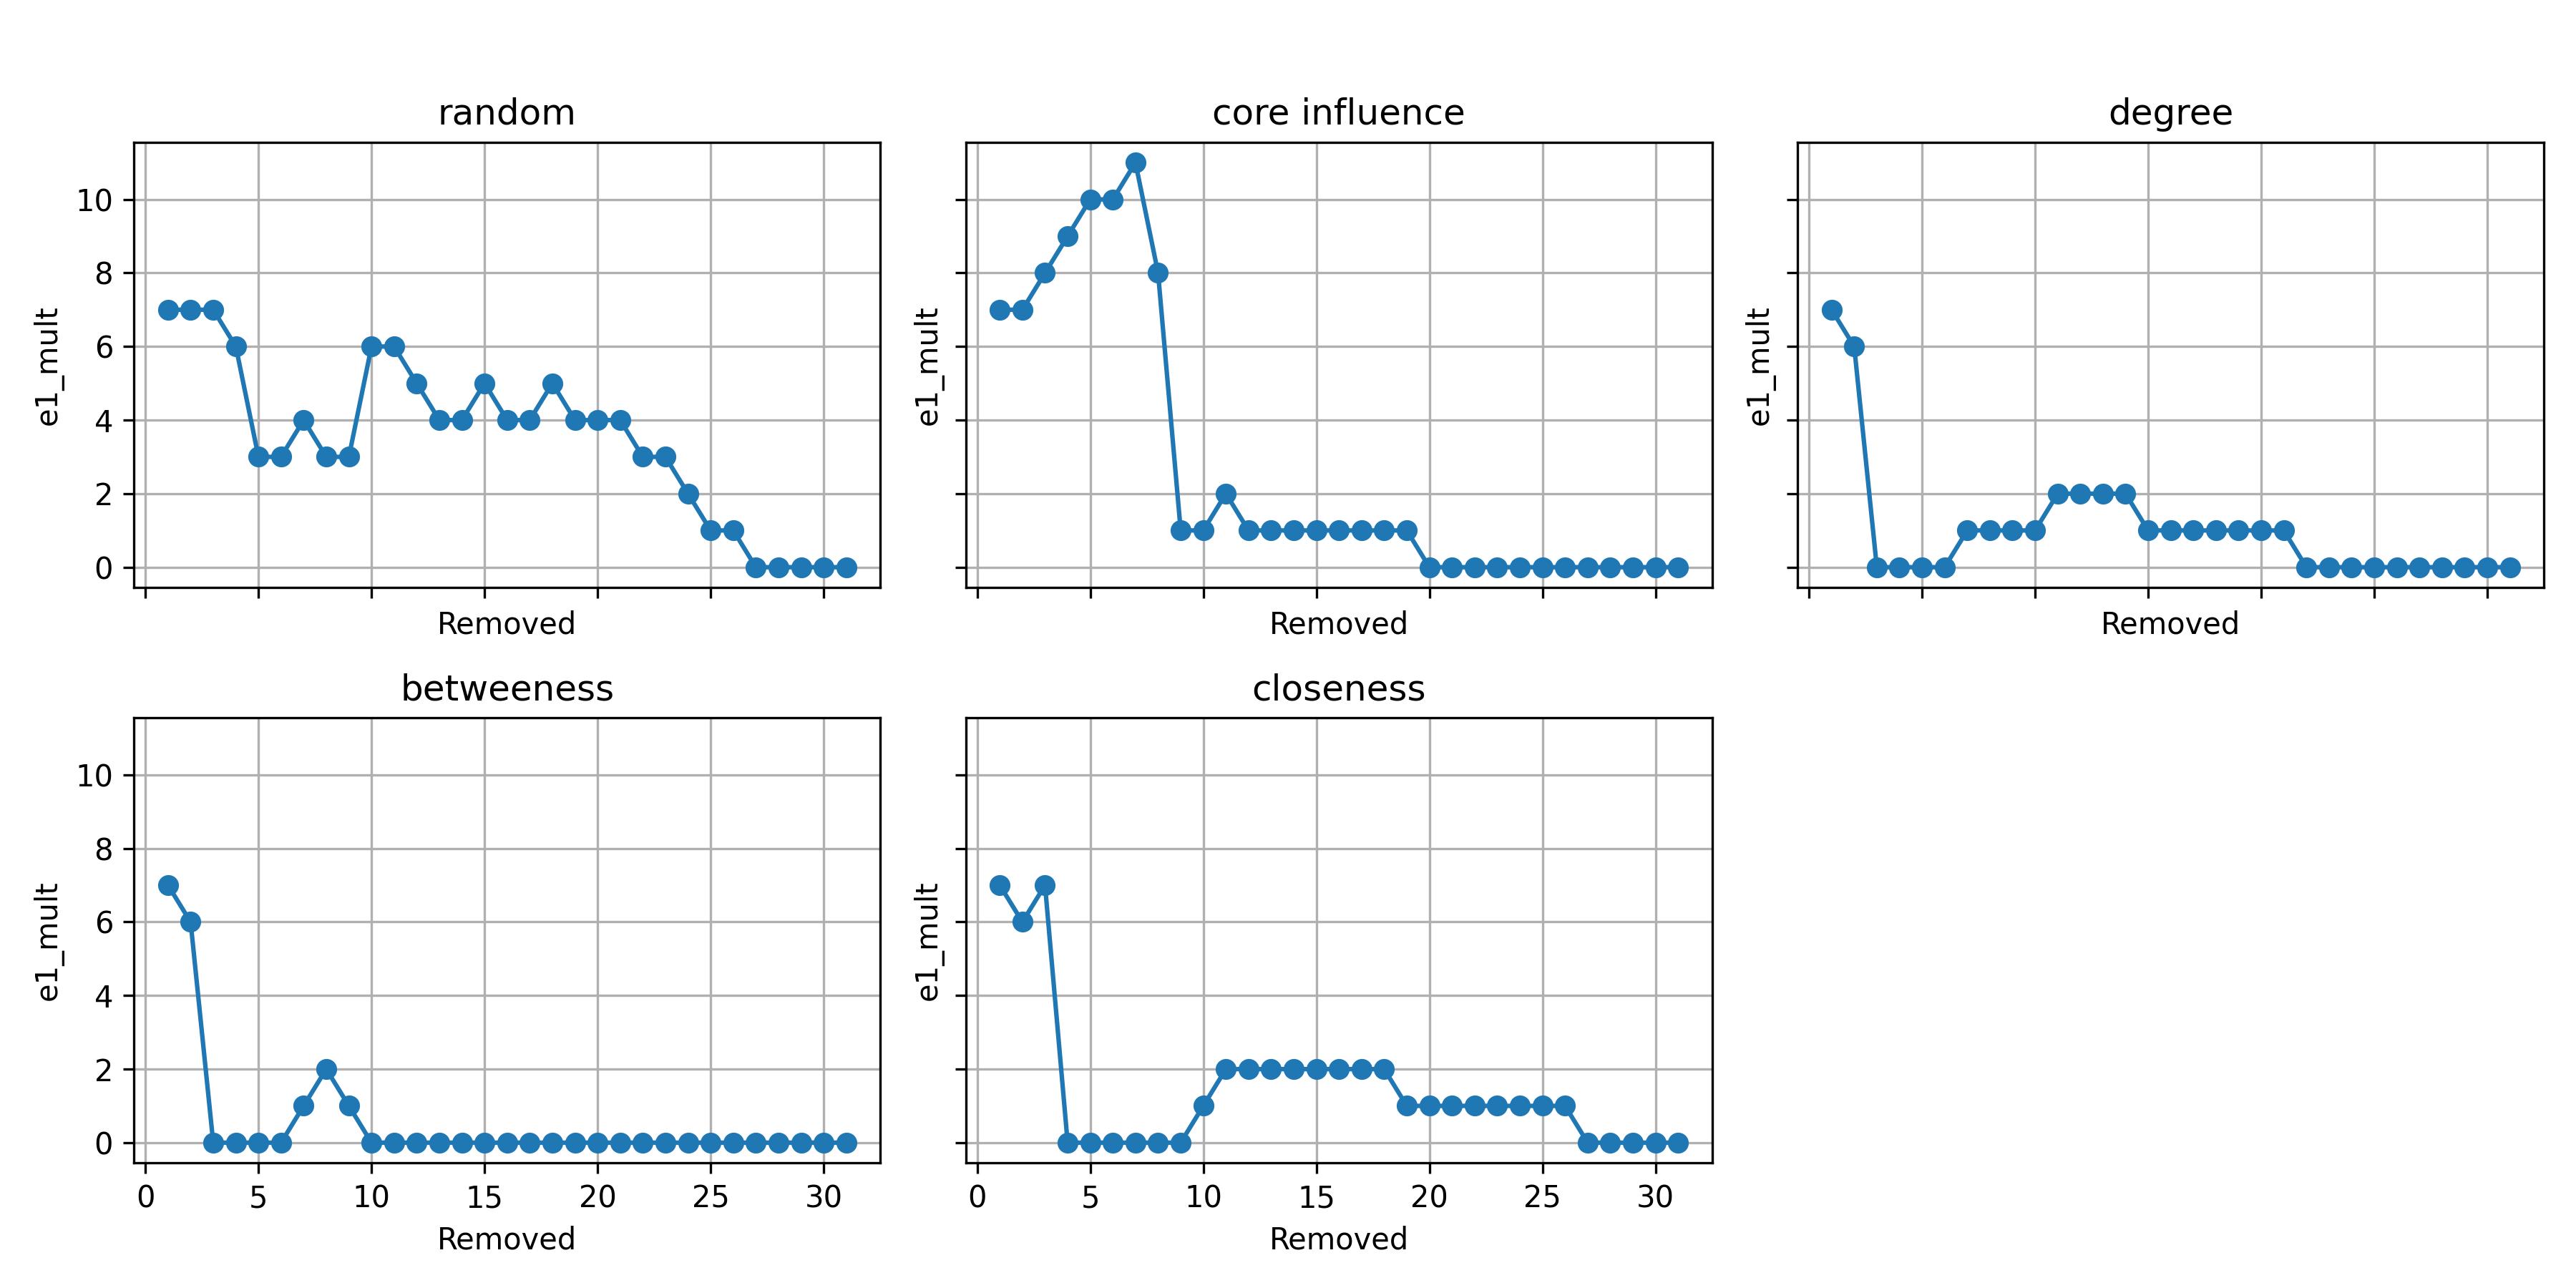 random
core influence
degree
10
8
6
4
2
0
e1_mult
e1_mult
e1_mult
Removed
Removed
Removed
betweeness
closeness
10
8
6
4
2
0
e1_mult
e1_mult
0 5 10 15 20 25 30
0 5 10 15 20 25 30
Removed
Removed